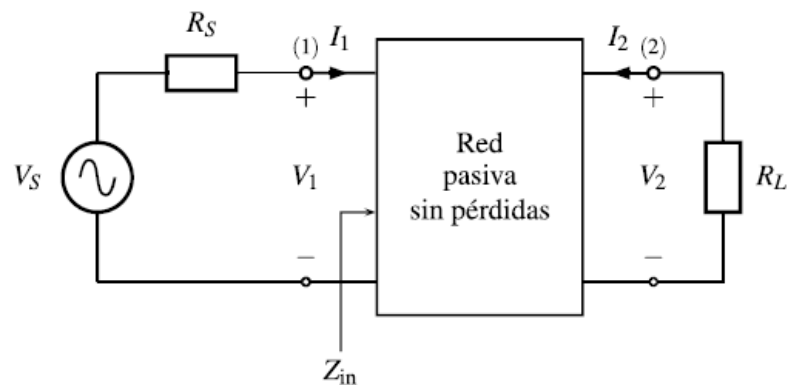 R_S
(1) I_1
I_2 (2)
+
+
V_S
V_1
Red
pasiva
sin pérdidas
V_2
R_L
−
−
Z_in